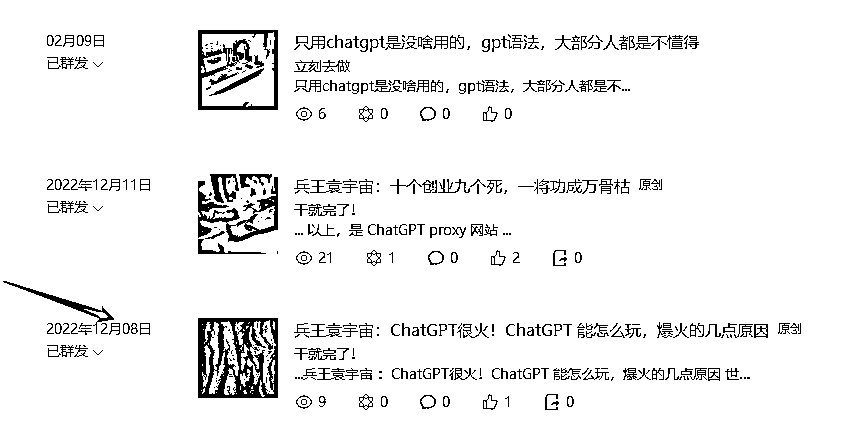 02月09日
已群发
只用chatgpt是没啥用的，gpt语法，大部分人都是不懂得
立刻去做
只用chatgpt是没啥用的，gpt语法，大部分人都是不...
6 0 0 0
2022年12月11日
已群发
兵王袁宇宙：十个创业九个死，一将功成万骨枯 原创
干就完了！
... 以上，是 ChatGPT proxy 网站 ...
21 1 0 2 0
2022年12月08日
已群发
兵王袁宇宙：ChatGPT很火！ChatGPT 能怎么玩，爆火的几点原因 原创
干就完了！
...兵王袁宇宙 ：ChatGPT很火！ChatGPT 能怎么玩，爆火的几点原因 世...
9 0 0 1 0